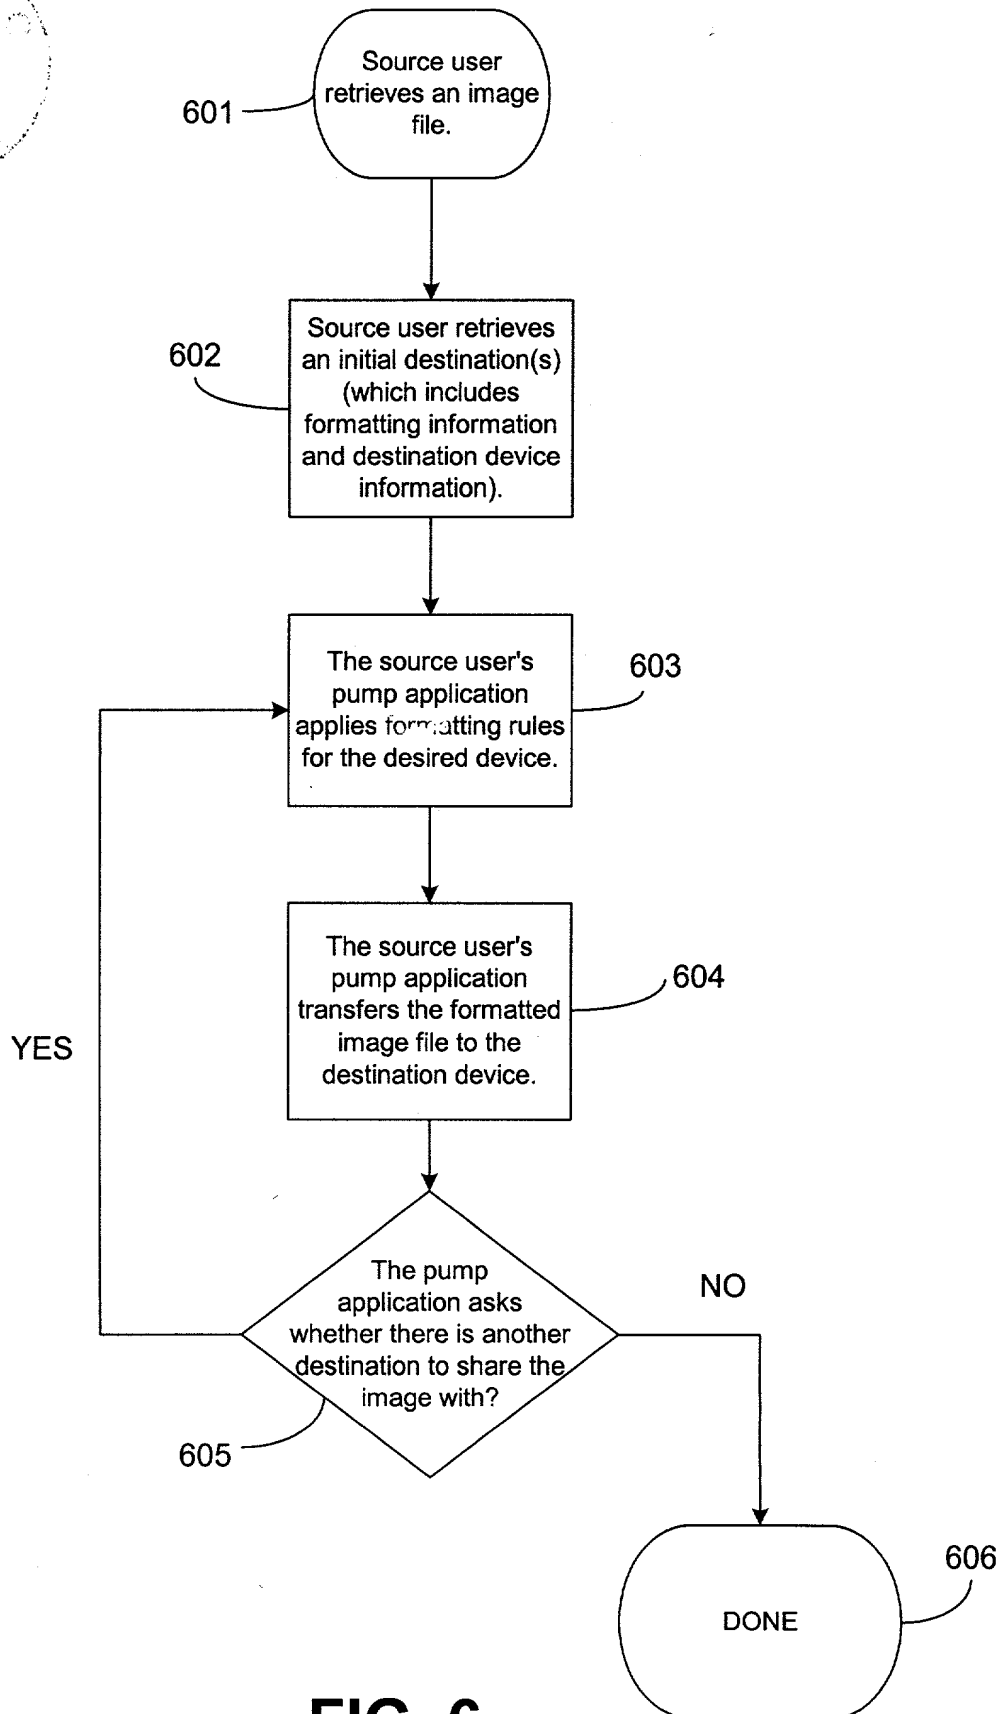 Source user
retrieves an image
file.
601
Source user retrieves
an initial destination(s)
(which includes
formatting information
and destination device
information).
602
The source user's
pump application
applies formatting rules
for the desired device.
603
The source user's
pump application
transfers the formatted
image file to the
destination device.
604
YES
The pump
application asks
whether there is another
destination to share the
image with?
605
NO
DONE
606
FIG. 6